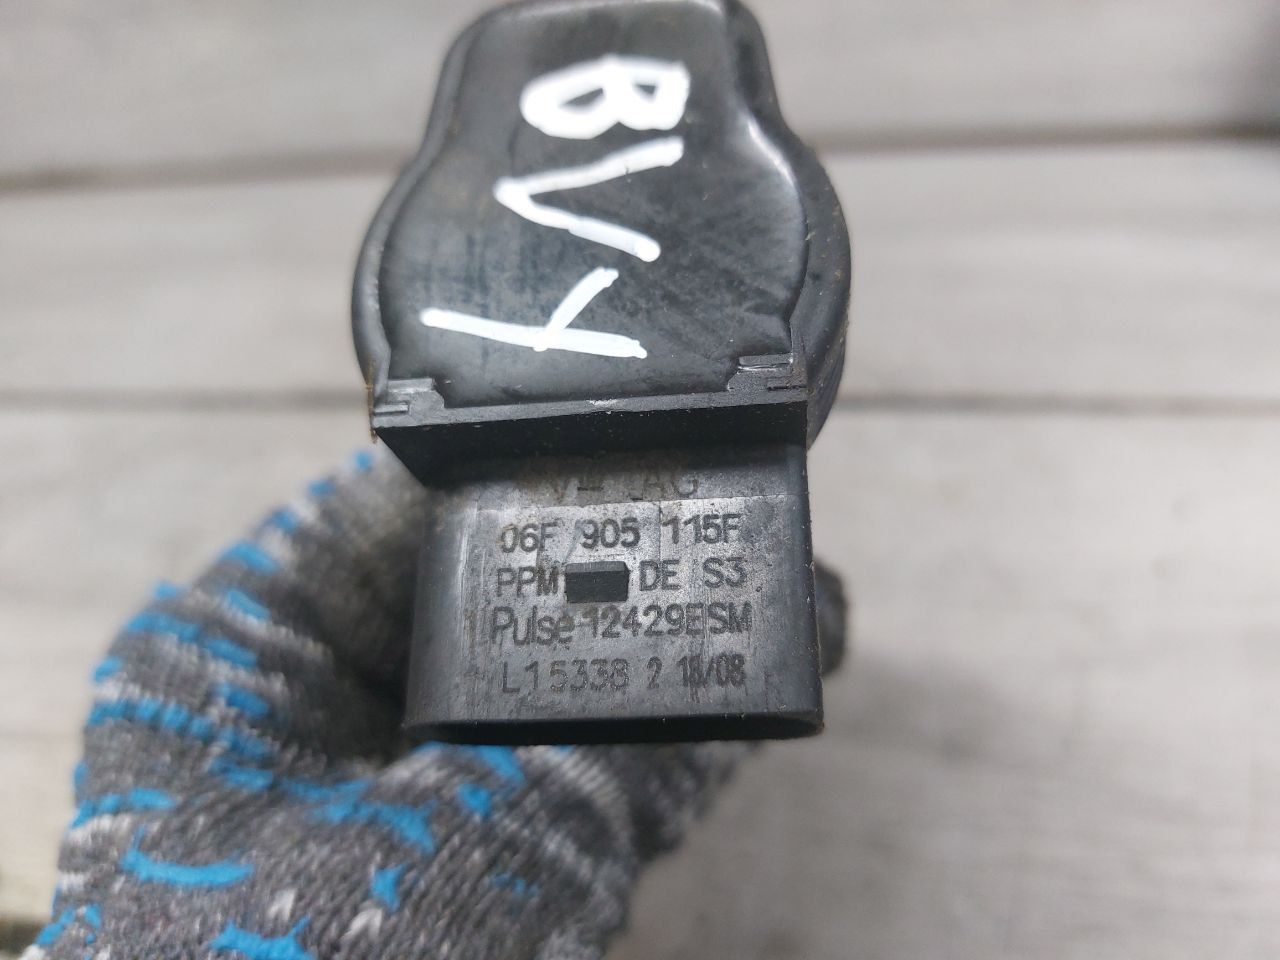 BVY
06F 905 115F
PPM DE S3
Pulse 12429ESM
L15338 2 18/08